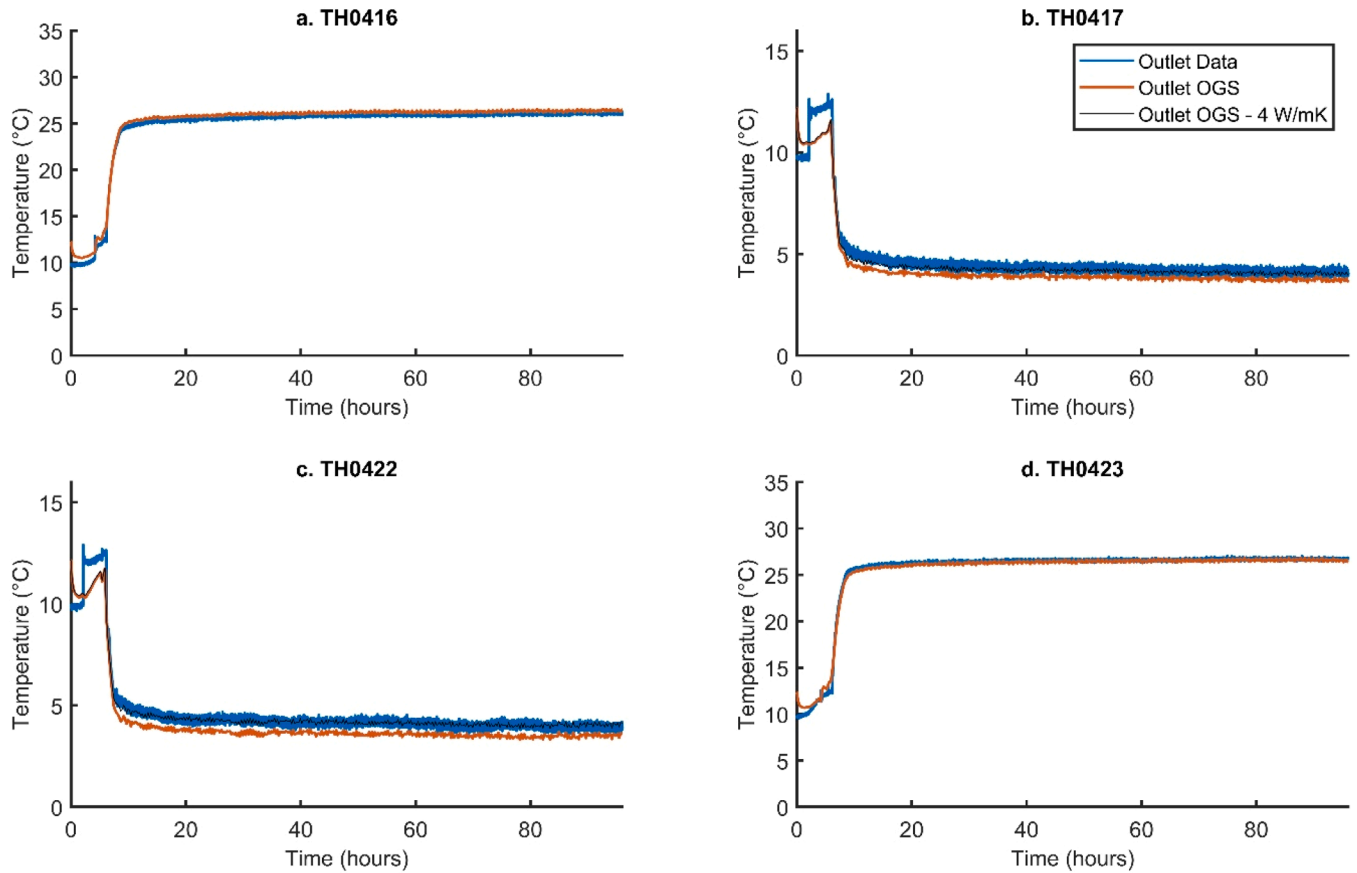 a. TH0416
35
30
25
20
15
10
5
0
0 20 40 60 80
Temperature (°C)
Time (hours)
b. TH0417
15
10
5
0
0 20 40 60 80
Temperature (°C)
Time (hours)
Outlet Data
Outlet OGS
Outlet OGS - 4 W/mK
c. TH0422
15
10
5
0
0 20 40 60 80
Temperature (°C)
Time (hours)
d. TH0423
35
30
25
20
15
10
5
0
0 20 40 60 80
Temperature (°C)
Time (hours)